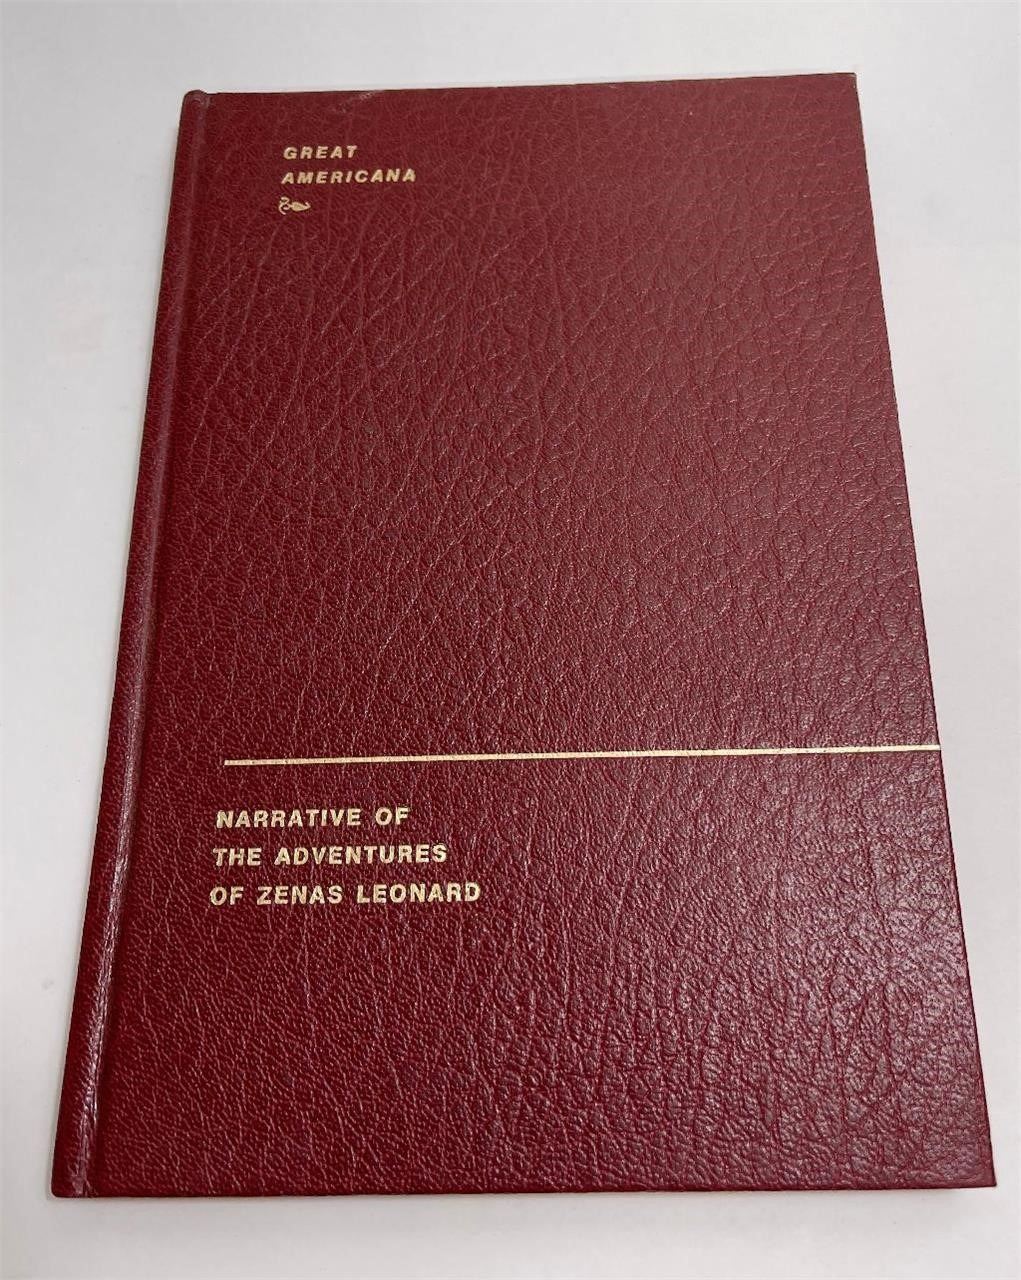 GREAT
AMERICANA
NARRATIVE OF
THE ADVENTURES
OF ZENAS LEONARD